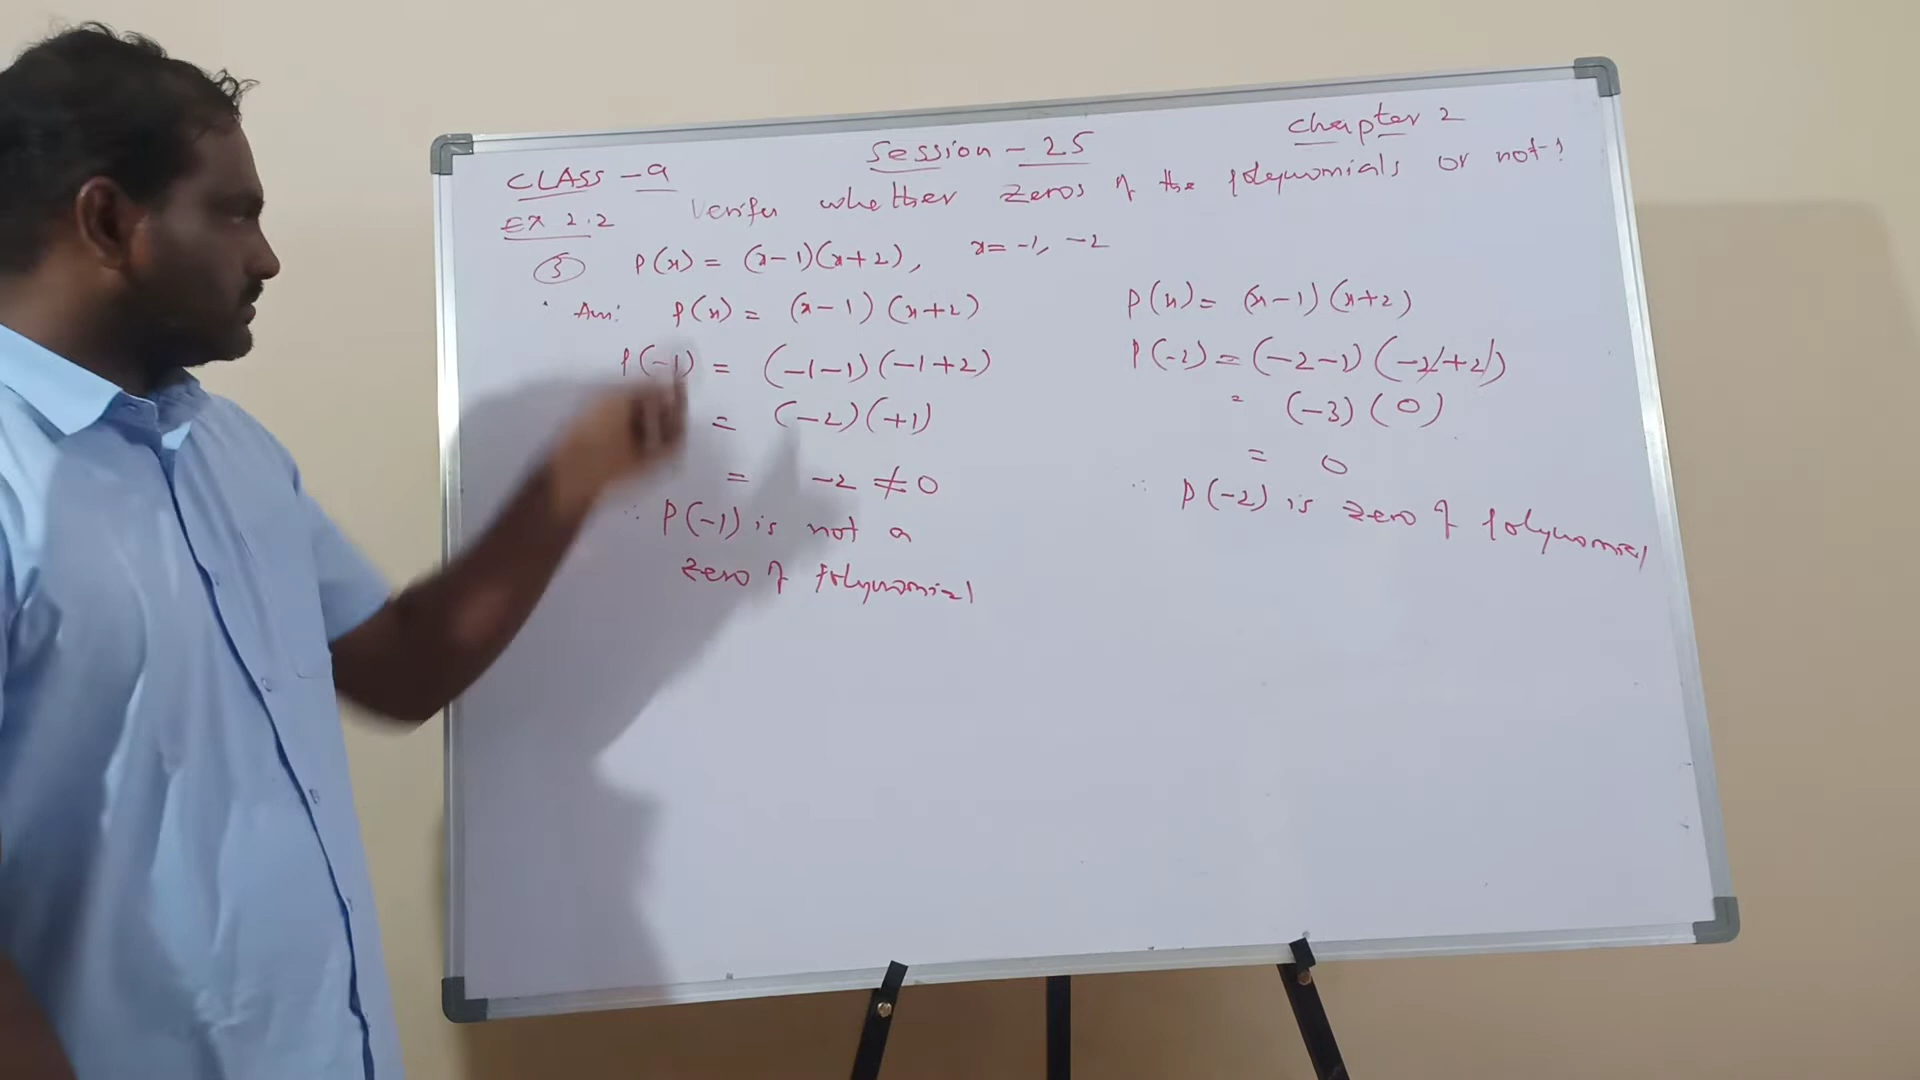 Session - 25
Chapter 2
CLASS - 9
EX 2.2
Verify whether zeros of the polynomials or not!
3 P(x) = (x-1)(x+2), x = -1, -2
Ans: P(x) = (x-1)(x+2)
P(-1) = (-1-1)(-1+2)
= (-2)(+1)
= -2 ≠ 0
∴ P(-1) is not a
zero of polynomial
P(x) = (x-1)(x+2)
P(-2) = (-2-1)(-2+2)
= (-3)(0)
= 0
∴ P(-2) is zero of polynomial